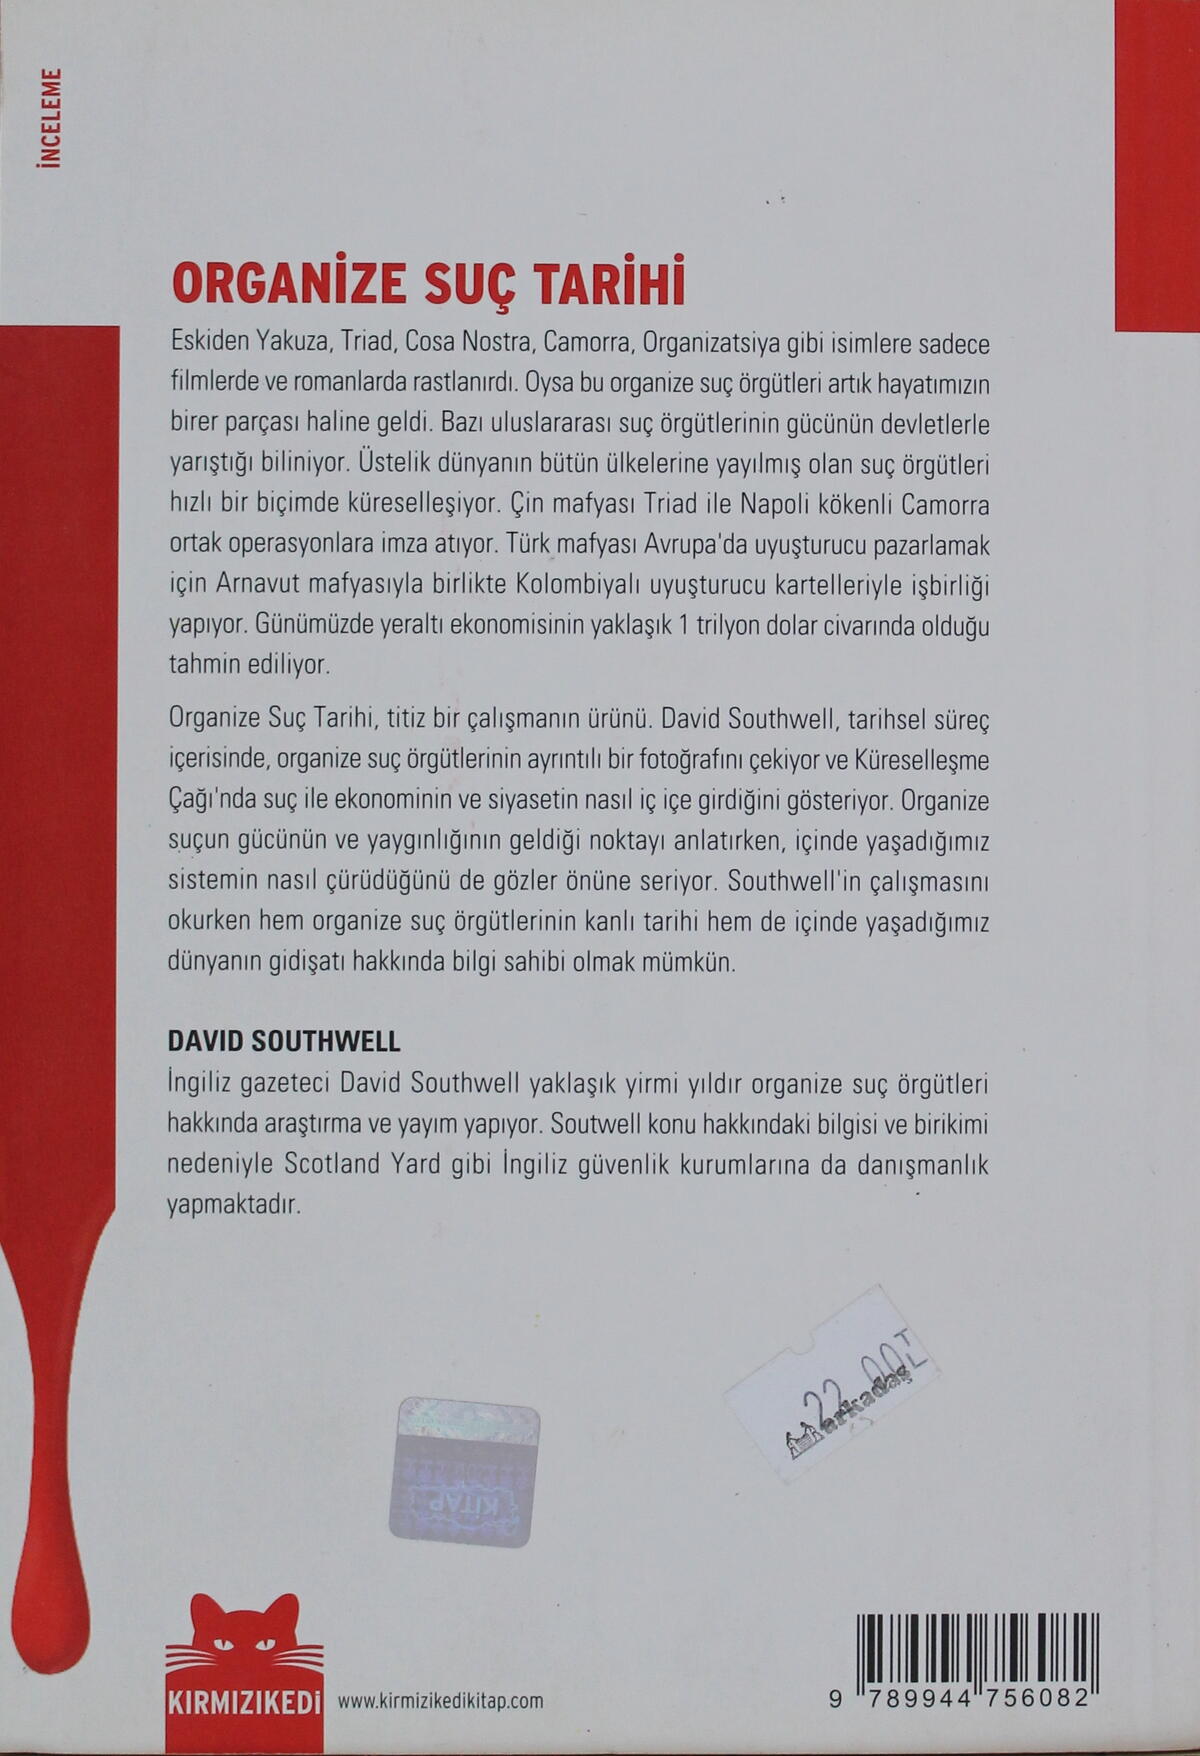 İNCELEME
ORGANİZE SUÇ TARİHİ
Eskiden Yakuza, Triad, Cosa Nostra, Camorra, Organizatsiya gibi isimlere sadece
filmlerde ve romanlarda rastlanırdı. Oysa bu organize suç örgütleri artık hayatımızın
birer parçası haline geldi. Bazı uluslararası suç örgütlerinin gücünün devletlerle
yarıştığı biliniyor. Üstelik dünyanın bütün ülkelerine yayılmış olan suç örgütleri
hızlı bir biçimde küreselleşiyor. Çin mafyası Triad ile Napoli kökenli Camorra
ortak operasyonlara imza atıyor. Türk mafyası Avrupa'da uyuşturucu pazarlamak
için Arnavut mafyasıyla birlikte Kolombiyalı uyuşturucu kartelleriyle işbirliği
yapıyor. Günümüzde yeraltı ekonomisinin yaklaşık 1 trilyon dolar civarında olduğu
tahmin ediliyor.
Organize Suç Tarihi, titiz bir çalışmanın ürünü. David Southwell, tarihsel süreç
içerisinde, organize suç örgütlerinin ayrıntılı bir fotoğrafını çekiyor ve Küreselleşme
Çağı'nda suç ile ekonominin ve siyasetin nasıl iç içe girdiğini gösteriyor. Organize
suçun gücünün ve yaygınlığının geldiği noktayı anlatırken, içinde yaşadığımız
sistemin nasıl çürüdüğünü de gözler önüne seriyor. Southwell'in çalışmasını
okurken hem organize suç örgütlerinin kanlı tarihi hem de içinde yaşadığımız
dünyanın gidişatı hakkında bilgi sahibi olmak mümkün.
DAVID SOUTHWELL
İngiliz gazeteci David Southwell yaklaşık yirmi yıldır organize suç örgütleri
hakkında araştırma ve yayım yapıyor. Soutwell konu hakkındaki bilgisi ve birikimi
nedeniyle Scotland Yard gibi İngiliz güvenlik kurumlarına da danışmanlık
yapmaktadır.
22.00 TL
arkadaş
KİTAP
KIRMIZIKEDİ
www.kirmizikedikitap.com
9 789944 756082